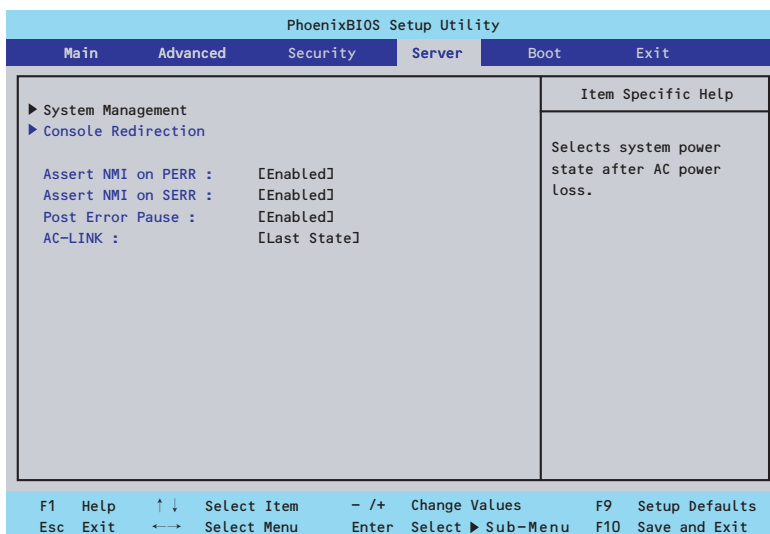 PhoenixBIOS Setup Utility
Main Advanced Security Server Boot Exit
▶ System Management
▶ Console Redirection
Assert NMI on PERR : [Enabled]
Assert NMI on SERR : [Enabled]
Post Error Pause : [Enabled]
AC-LINK : [Last State]
Item Specific Help
Selects system power
state after AC power
loss.
F1 Help ↑↓ Select Item - /+ Change Values F9 Setup Defaults
Esc Exit ←→ Select Menu Enter Select ▶ Sub-Menu F10 Save and Exit